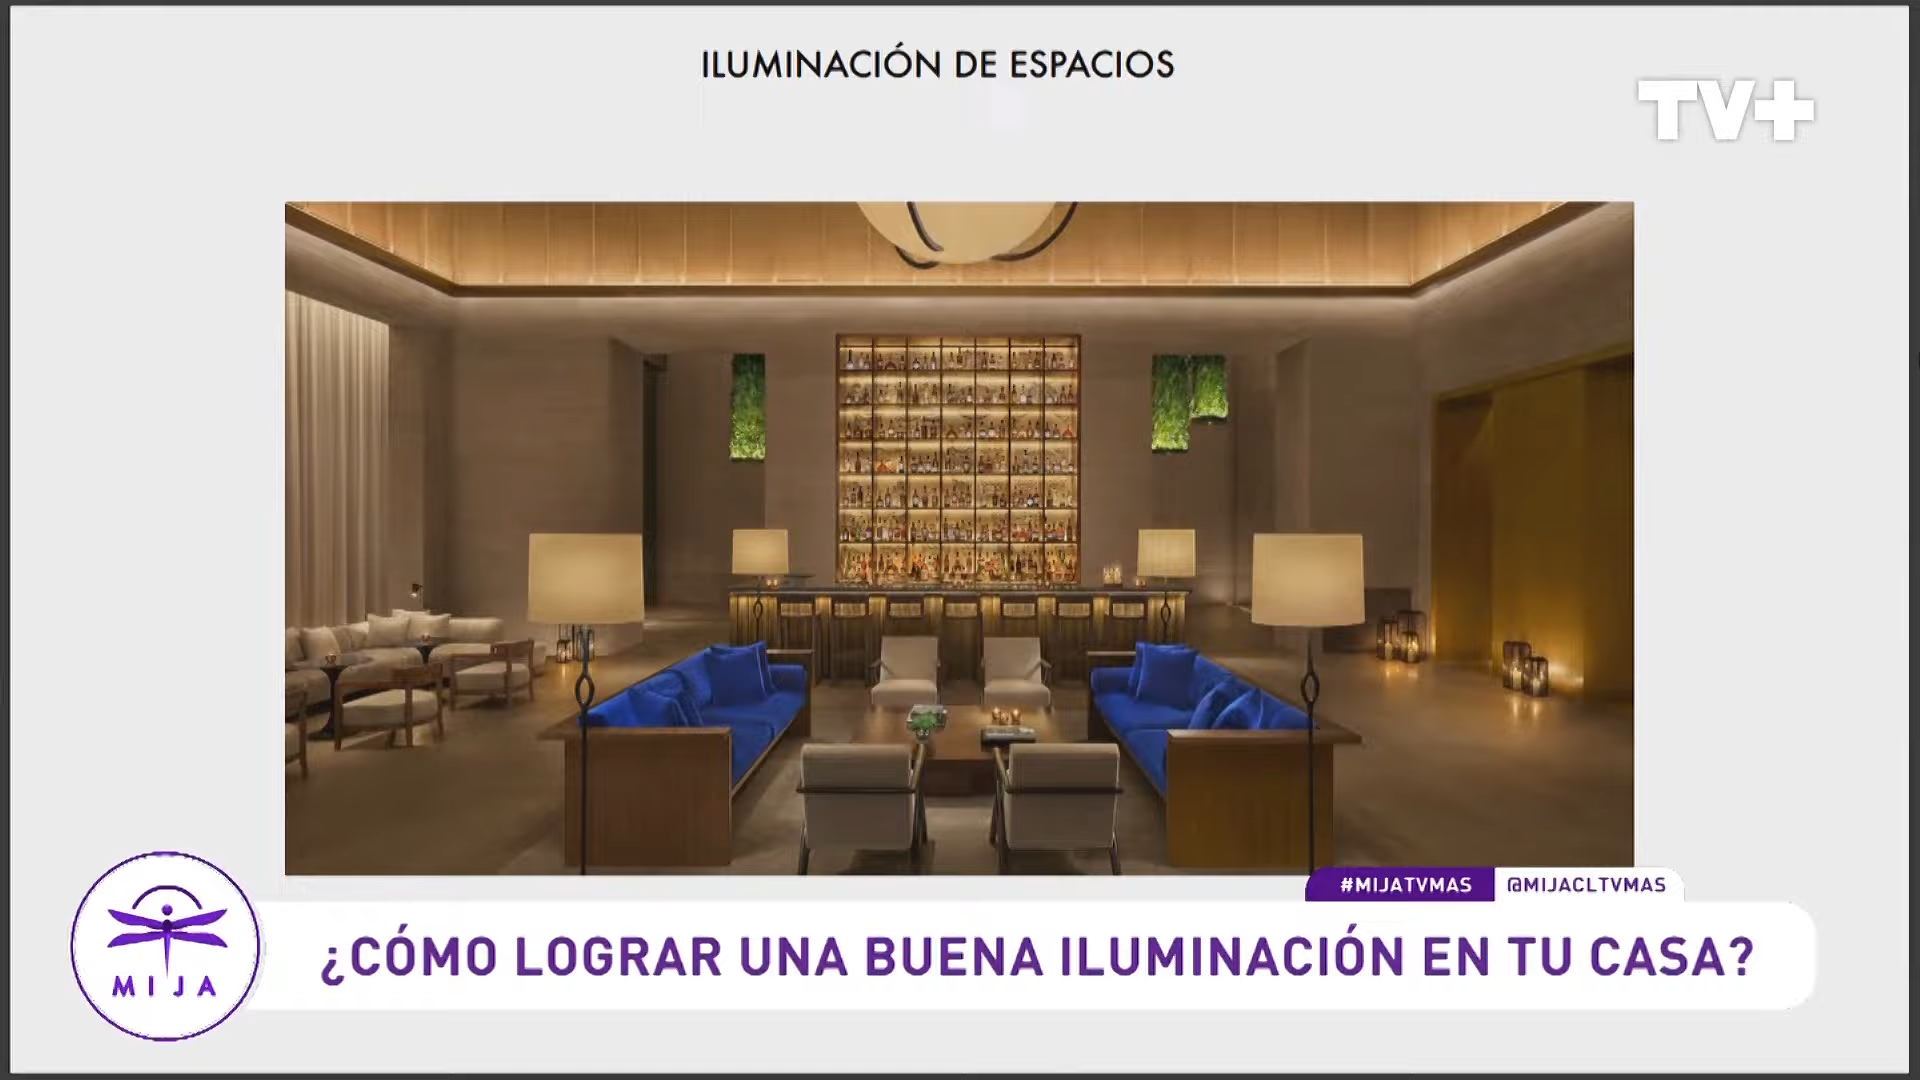 ILUMINACIÓN DE ESPACIOS
TV+
#MIJATVMAS @MIJACLTVMAS
¿CÓMO LOGRAR UNA BUENA ILUMINACIÓN EN TU CASA?
MIJA